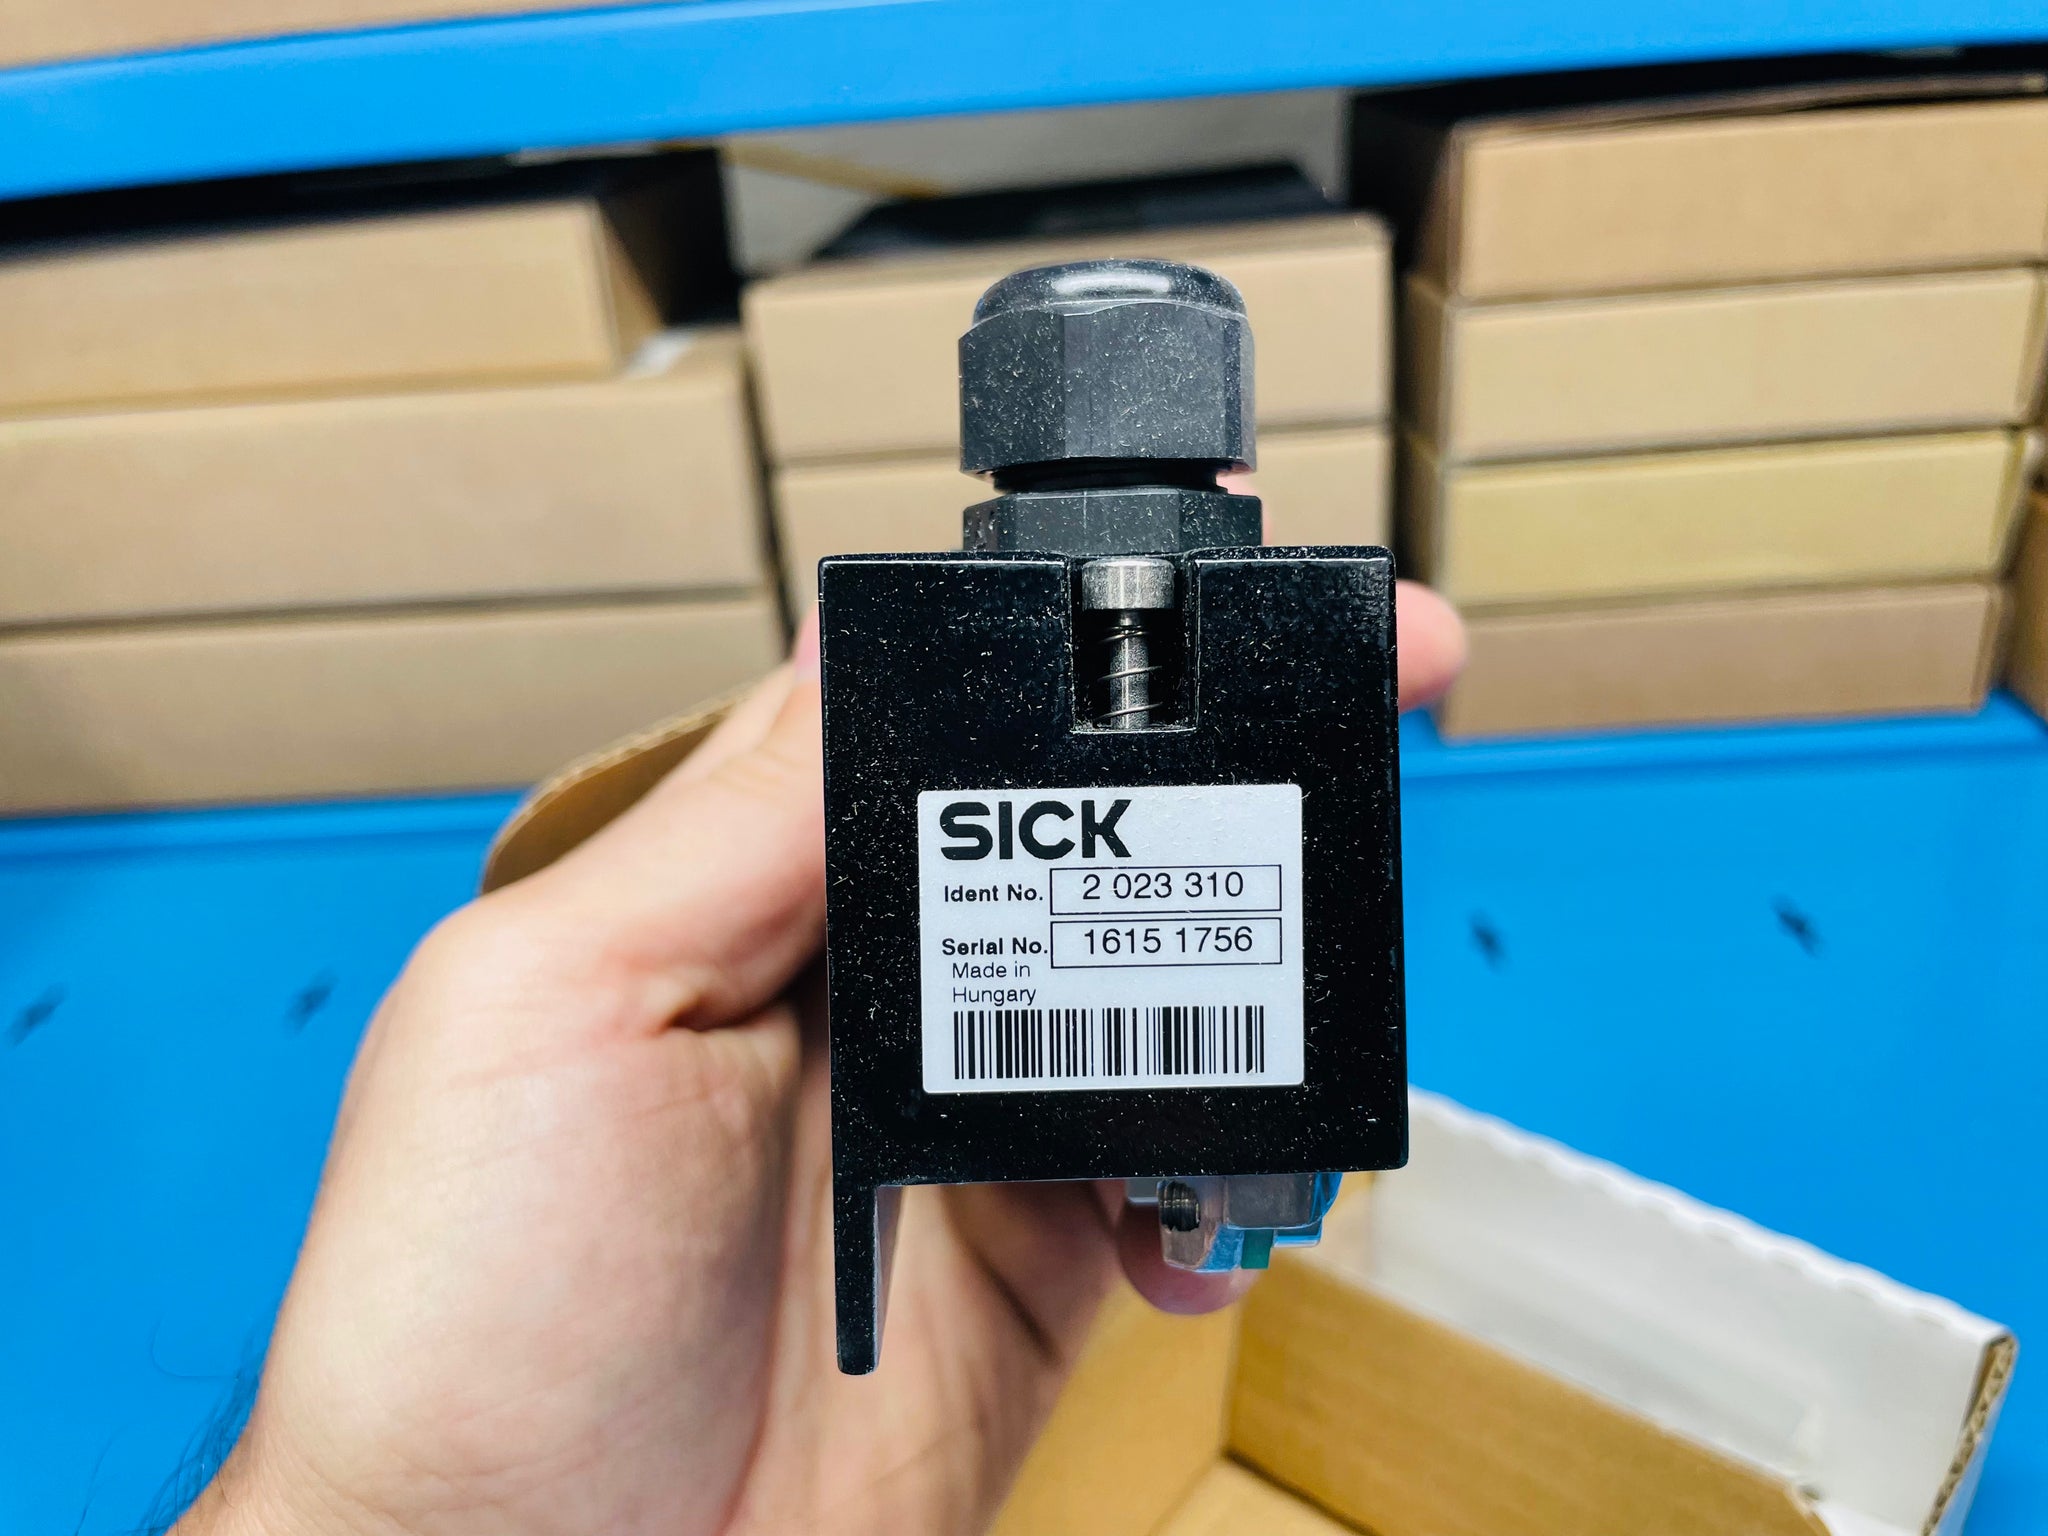 SICK
Ident No. 2 023 310
Serial No. 1615 1756
Made in
Hungary